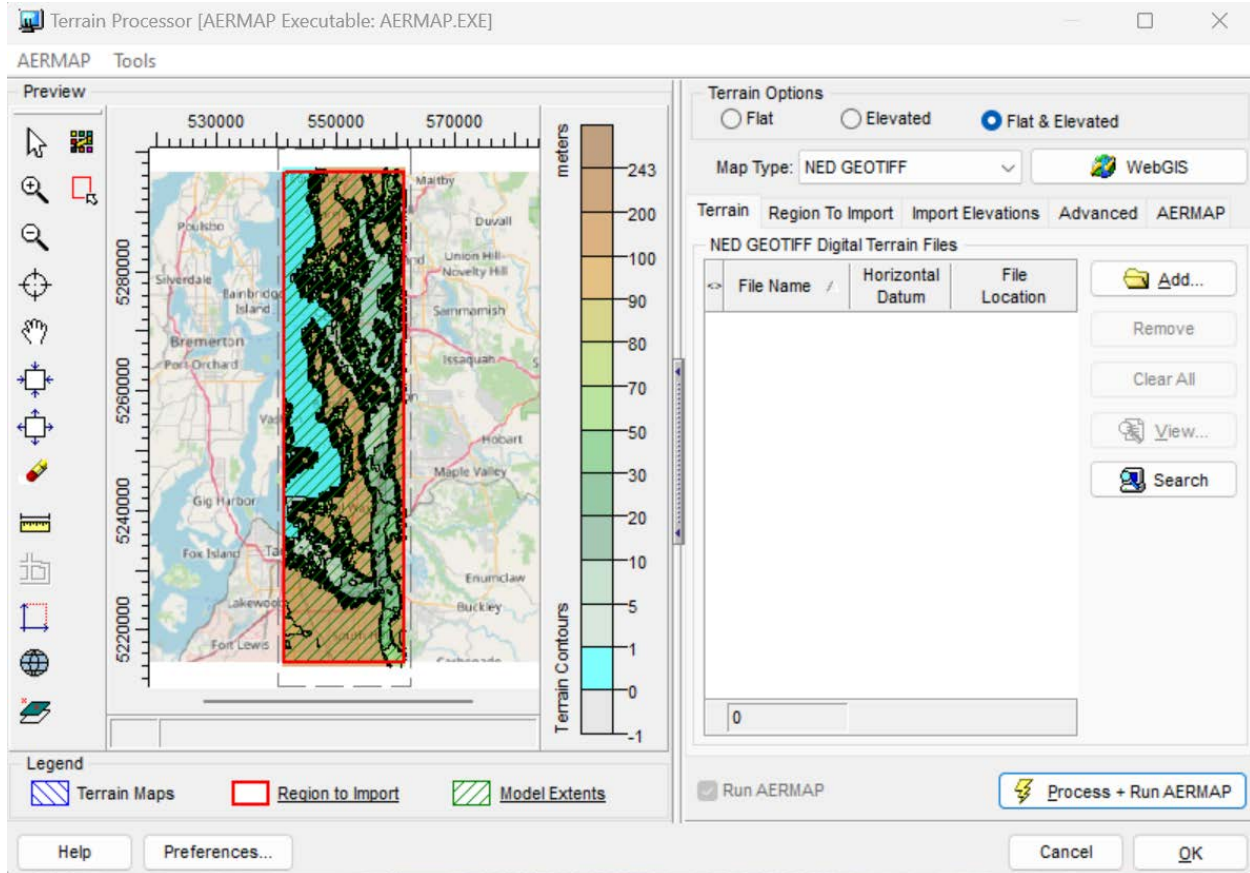 Terrain Processor [AERMAP Executable: AERMAP.EXE]
AERMAP Tools
Preview
530000 550000 570000
5280000
5260000
5240000
5220000
Poulsbo
Maltby
Duvall
Silverdale
Bainbridge
Island
Union Hill-
Novelty Hill
Sammamish
Bremerton
Port Orchard
Issaquah
Hobart
Maple Valley
Gig Harbor
Fox Island
Enumclaw
Lakewood
Buckley
Fort Lewis
South Hill
Carbonado
meters
243
200
100
90
80
70
50
30
20
10
5
1
0
-1
Terrain Contours
Legend
Terrain Maps
Region to Import
Model Extents
Terrain Options
Flat Elevated Flat & Elevated
Map Type: NED GEOTIFF WebGIS
Terrain Region To Import Import Elevations Advanced AERMAP
NED GEOTIFF Digital Terrain Files
<> File Name / Horizontal Datum File Location
0
Add...
Remove
Clear All
View...
Search
Run AERMAP
Process + Run AERMAP
Help Preferences... Cancel OK